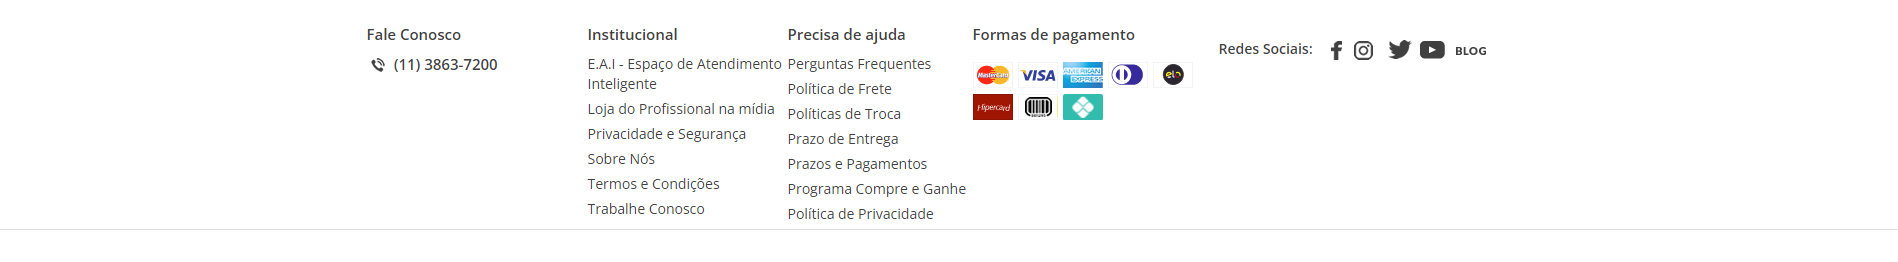 Fale Conosco
(11) 3863-7200
Institucional
E.A.I - Espaço de Atendimento
Inteligente
Loja do Profissional na mídia
Privacidade e Segurança
Sobre Nós
Termos e Condições
Trabalhe Conosco
Precisa de ajuda
Perguntas Frequentes
Política de Frete
Políticas de Troca
Prazo de Entrega
Prazos e Pagamentos
Programa Compre e Ganhe
Política de Privacidade
Formas de pagamento
MasterCard VISA AMERICAN EXPRESS elo
Hipercard
Redes Sociais: BLOG